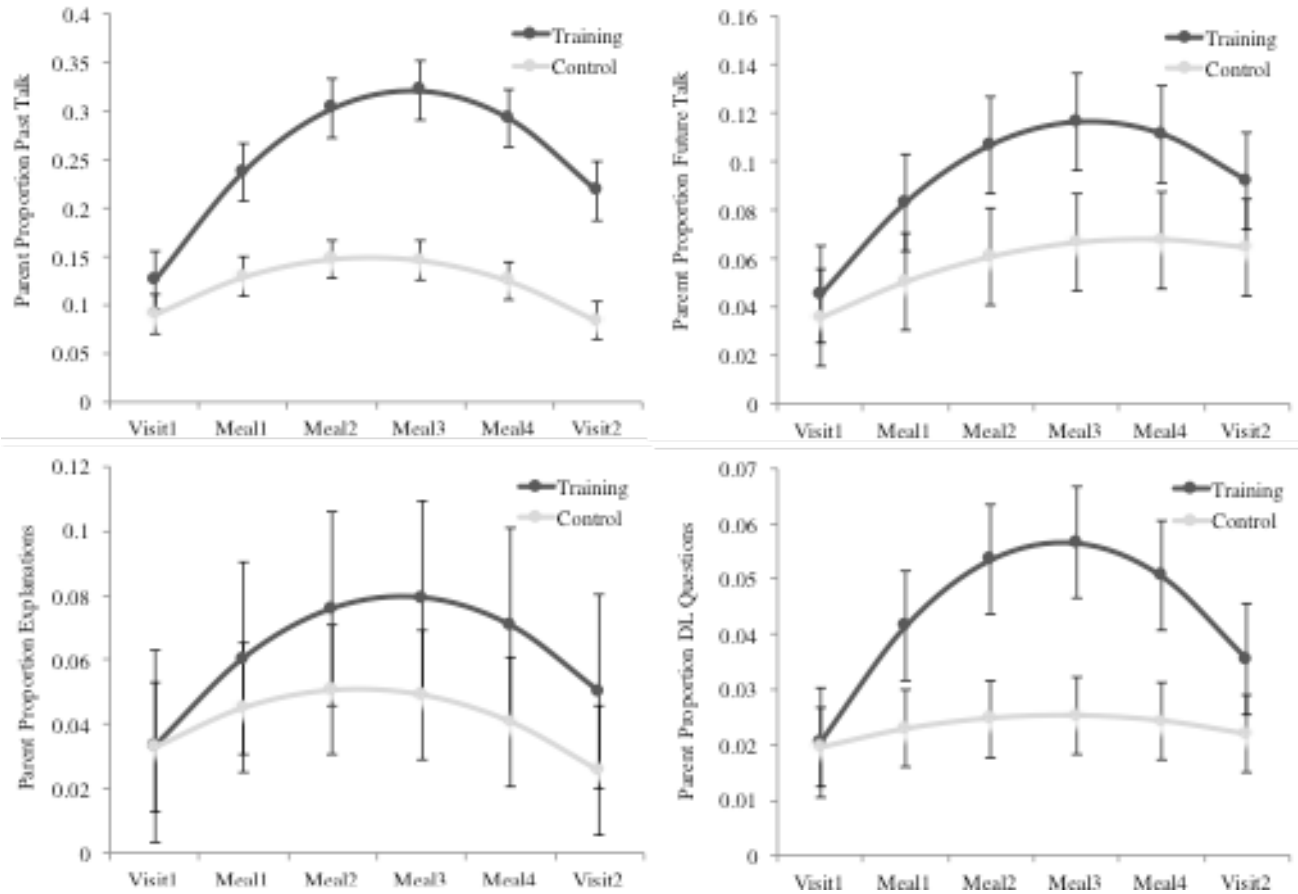 Parent Proportion Past Talk
0.4
0.35
0.3
0.25
0.2
0.15
0.1
0.05
0
Training
Control
Visit1 Meal1 Meal2 Meal3 Meal4 Visit2
Paremt Proportion Future Talk
0.16
0.14
0.12
0.1
0.08
0.06
0.04
0.02
0
Training
Control
Visit1 Meal1 Meal2 Meal3 Meal4 Visit2
Parent Proportion Explanations
0.12
0.1
0.08
0.06
0.04
0.02
0
Training
Control
Visit1 Meal1 Meal2 Meal3 Meal4 Visit2
Parent Proportion DL Questions
0.07
0.06
0.05
0.04
0.03
0.02
0.01
0
Training
Control
Visit1 Meal1 Meal2 Meal3 Meal4 Visit2